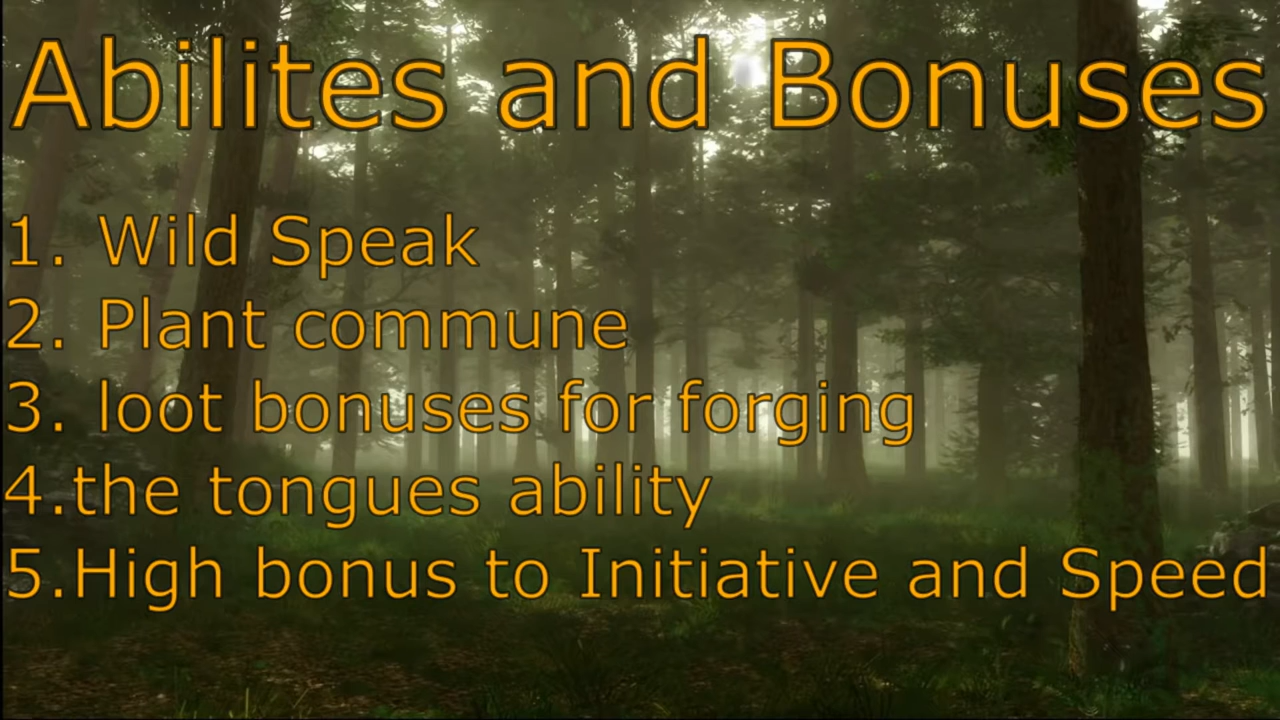 Abilites and Bonuses
1. Wild Speak
2. Plant commune
3. loot bonuses for forging
4.the tongues ability
5.High bonus to Initiative and Speed